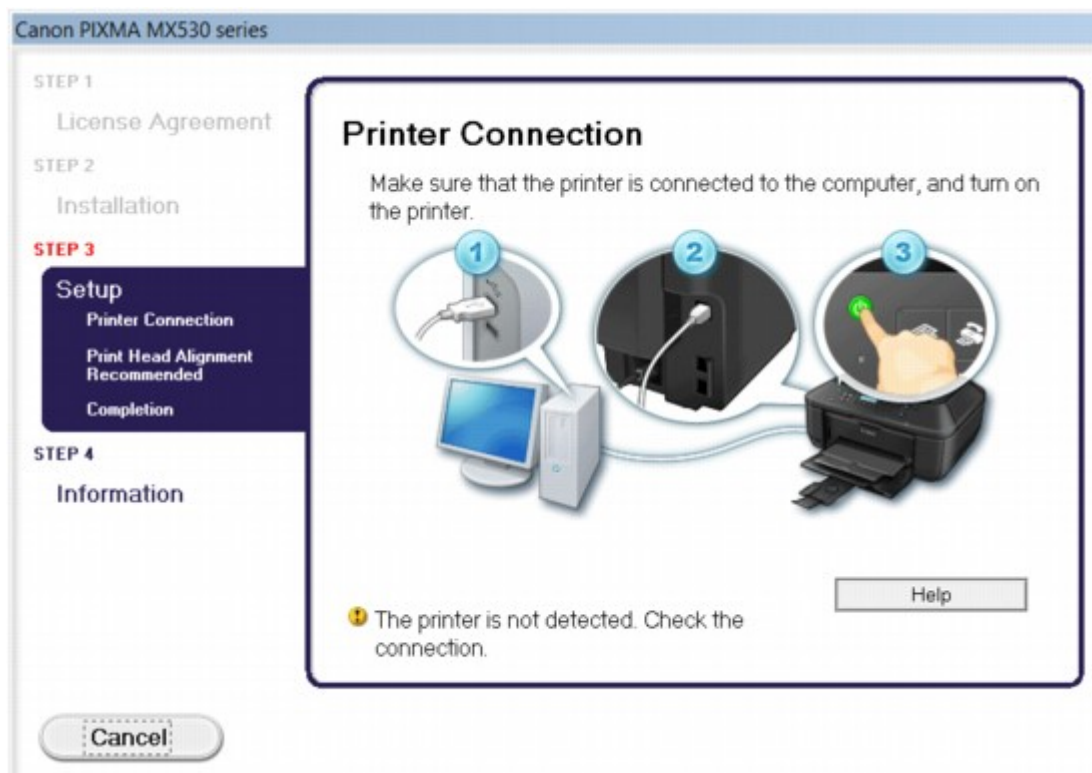 Canon PIXMA MX530 series
STEP 1
License Agreement
STEP 2
Installation
STEP 3
Setup
Printer Connection
Print Head Alignment
Recommended
Completion
STEP 4
Information
Printer Connection
Make sure that the printer is connected to the computer, and turn on
the printer.
1
2
3
Help
The printer is not detected. Check the
connection.
Cancel